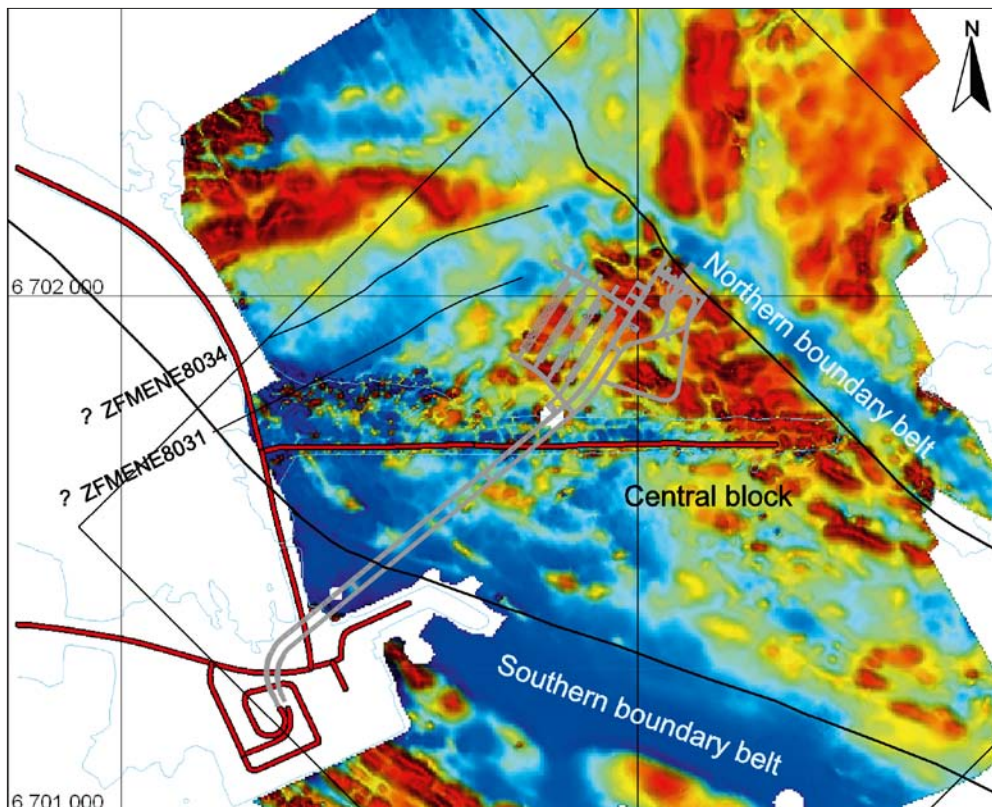 N
6 702 000
Northern boundary belt
? ZFMENE8034
? ZFMENE8031
Central block
Southern boundary belt
6 701 000